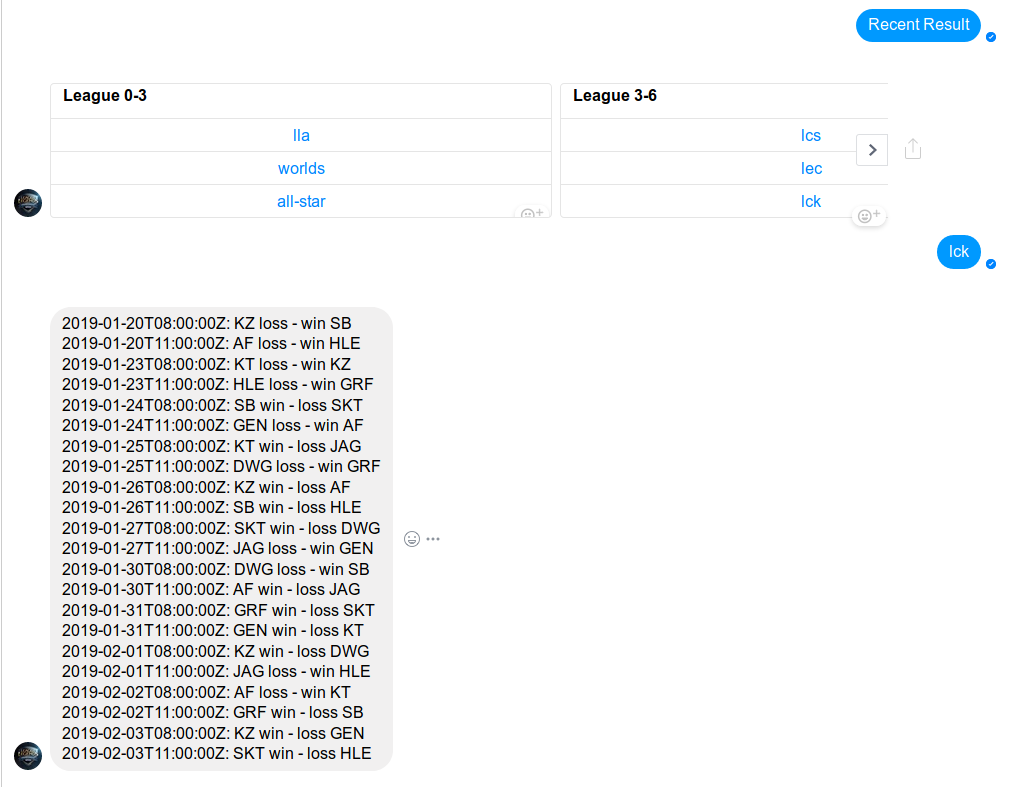 Recent Result
League 0-3
League 3-6
lla
lcs
worlds
lec
all-star
lck
lck
2019-01-20T08:00:00Z: KZ loss - win SB
2019-01-20T11:00:00Z: AF loss - win HLE
2019-01-23T08:00:00Z: KT loss - win KZ
2019-01-23T11:00:00Z: HLE loss - win GRF
2019-01-24T08:00:00Z: SB win - loss SKT
2019-01-24T11:00:00Z: GEN loss - win AF
2019-01-25T08:00:00Z: KT win - loss JAG
2019-01-25T11:00:00Z: DWG loss - win GRF
2019-01-26T08:00:00Z: KZ win - loss AF
2019-01-26T11:00:00Z: SB win - loss HLE
2019-01-27T08:00:00Z: SKT win - loss DWG
2019-01-27T11:00:00Z: JAG loss - win GEN
2019-01-30T08:00:00Z: DWG loss - win SB
2019-01-30T11:00:00Z: AF win - loss JAG
2019-01-31T08:00:00Z: GRF win - loss SKT
2019-01-31T11:00:00Z: GEN win - loss KT
2019-02-01T08:00:00Z: KZ win - loss DWG
2019-02-01T11:00:00Z: JAG loss - win HLE
2019-02-02T08:00:00Z: AF loss - win KT
2019-02-02T11:00:00Z: GRF win - loss SB
2019-02-03T08:00:00Z: KZ win - loss GEN
2019-02-03T11:00:00Z: SKT win - loss HLE